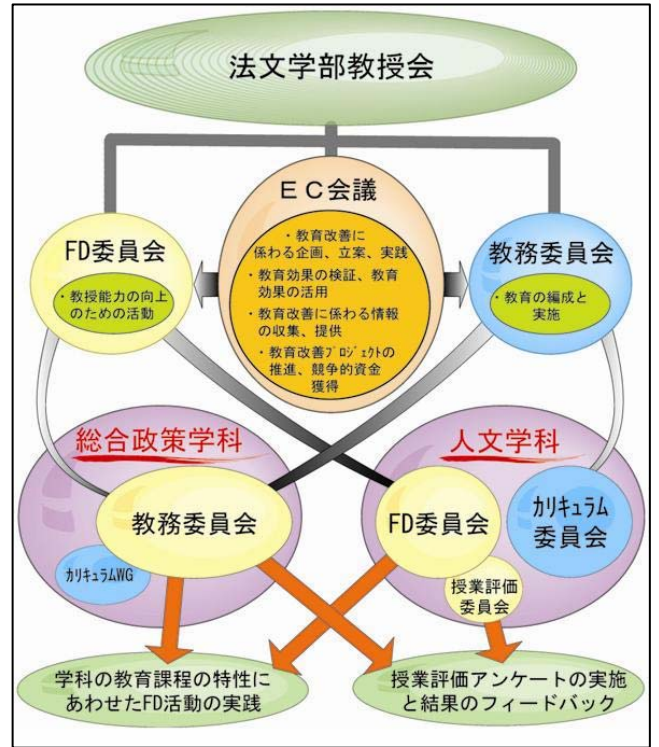 法文学部教授会
EC会議
・教育改善に
係わる企画、立案、実践
・教育効果の検証、教育
効果の活用
・教育改善に係わる情報
の収集、提供
・教育改善プロジェクトの
推進、競争的資金
獲得
FD委員会
・教授能力の向上
のための活動
教務委員会
・教育の編成と
実施
総合政策学科
教務委員会
カリキュラムWG
人文学科
FD委員会
カリキュラム
委員会
授業評価
委員会
学科の教育課程の特性に
あわせたFD活動の実践
授業評価アンケートの実施
と結果のフィードバック